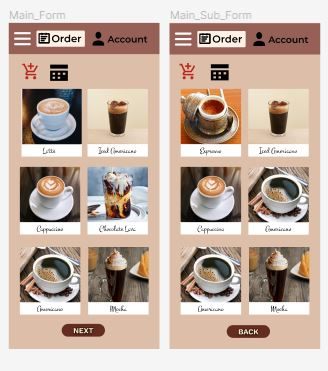 Main_Form
Order Account
Latte Iced Americano
Cappuccino Chocolate Lava
Americano Mocha
NEXT
Main_Sub_Form
Order Account
Espresso Iced Americano
Cappuccino Americano
Americano Mocha
BACK